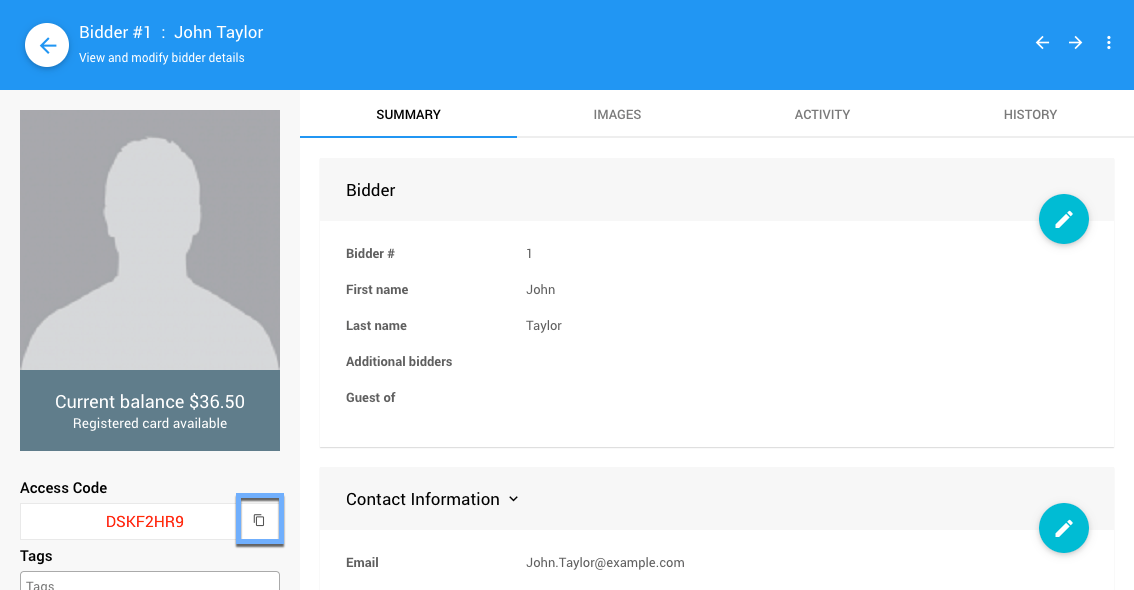 Bidder #1 : John Taylor
View and modify bidder details
SUMMARY IMAGES ACTIVITY HISTORY
Current balance $36.50
Registered card available
Access Code
DSKF2HR9
Tags
Tags
Bidder
Bidder # 1
First name John
Last name Taylor
Additional bidders
Guest of
Contact Information
Email John.Taylor@example.com